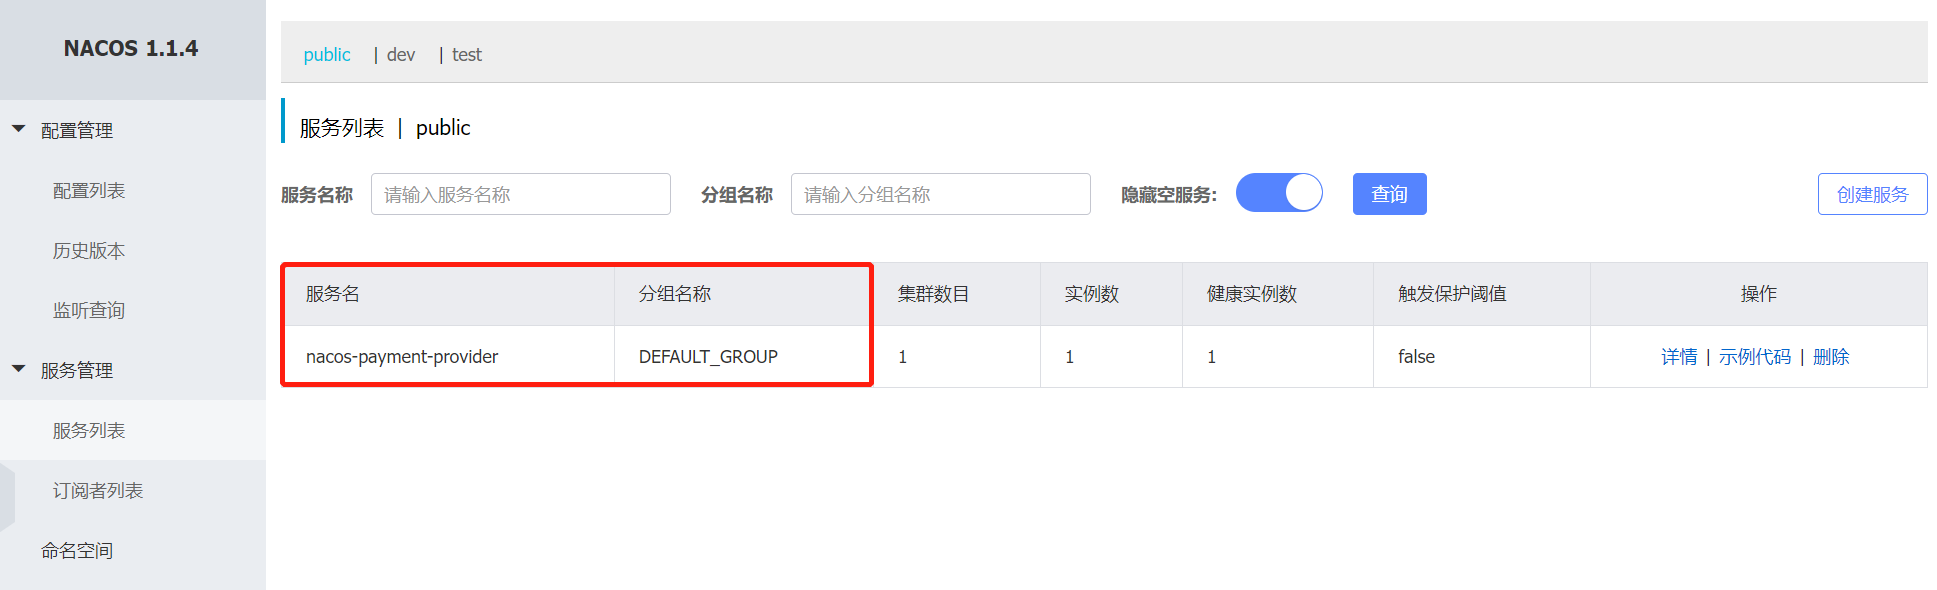 NACOS 1.1.4
配置管理
配置列表
历史版本
监听查询
服务管理
服务列表
订阅者列表
命名空间
public | dev | test
服务列表 | public
服务名称 请输入服务名称 分组名称 请输入分组名称 隐藏空服务: 查询 创建服务
服务名 分组名称 集群数目 实例数 健康实例数 触发保护阈值 操作
nacos-payment-provider DEFAULT_GROUP 1 1 1 false 详情 | 示例代码 | 删除